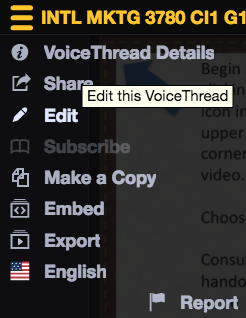 INTL MKTG 3780 CI1 G1
VoiceThread Details
Share
Edit this VoiceThread
Edit
Subscribe
Make a Copy
Embed
Export
English
Report
Begin
icon in
upper
corner
video.
Choos
Consu
hando